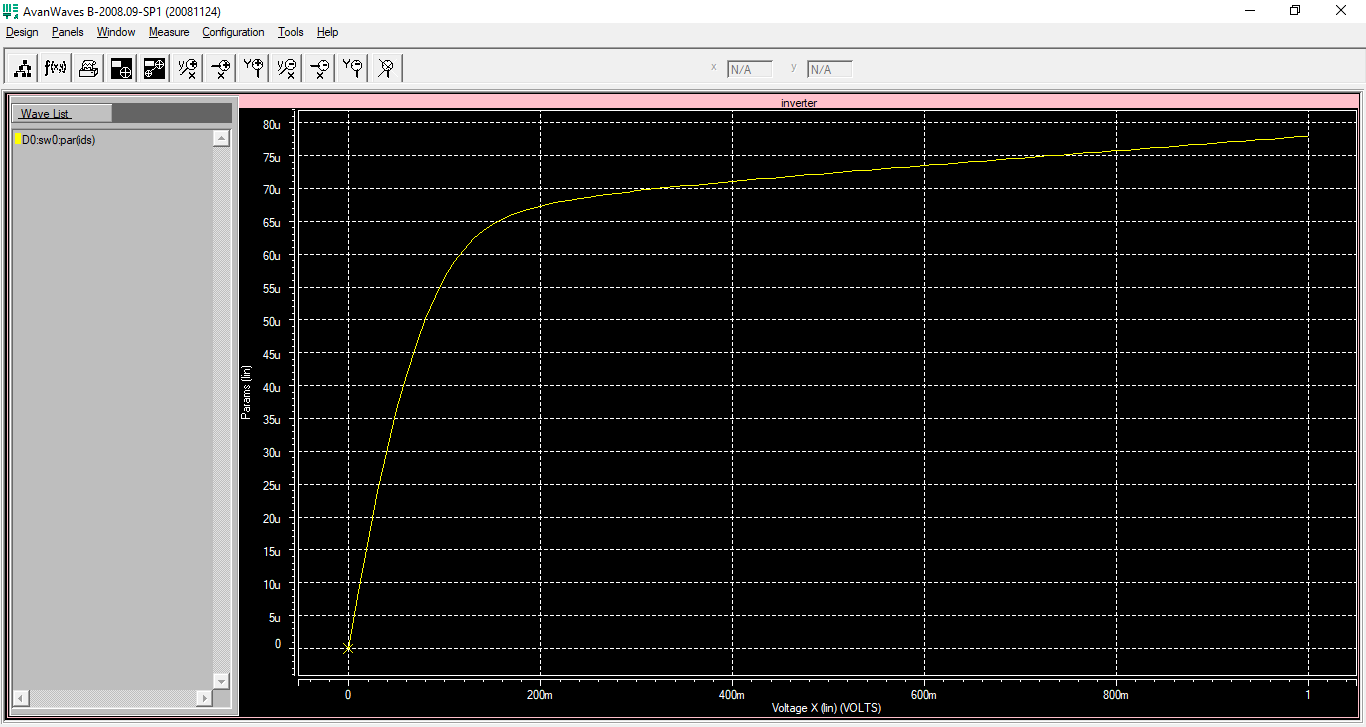 AvanWaves B-2008.09-SP1 (20081124)
Design Panels Window Measure Configuration Tools Help
f(x)
x N/A y N/A
Wave List
D0:sw0:par(ids)
inverter
80u
75u
70u
65u
60u
55u
50u
45u
40u
35u
30u
25u
20u
15u
10u
5u
0
Params (lin)
0 200m 400m 600m 800m 1
Voltage X (lin) (VOLTS)